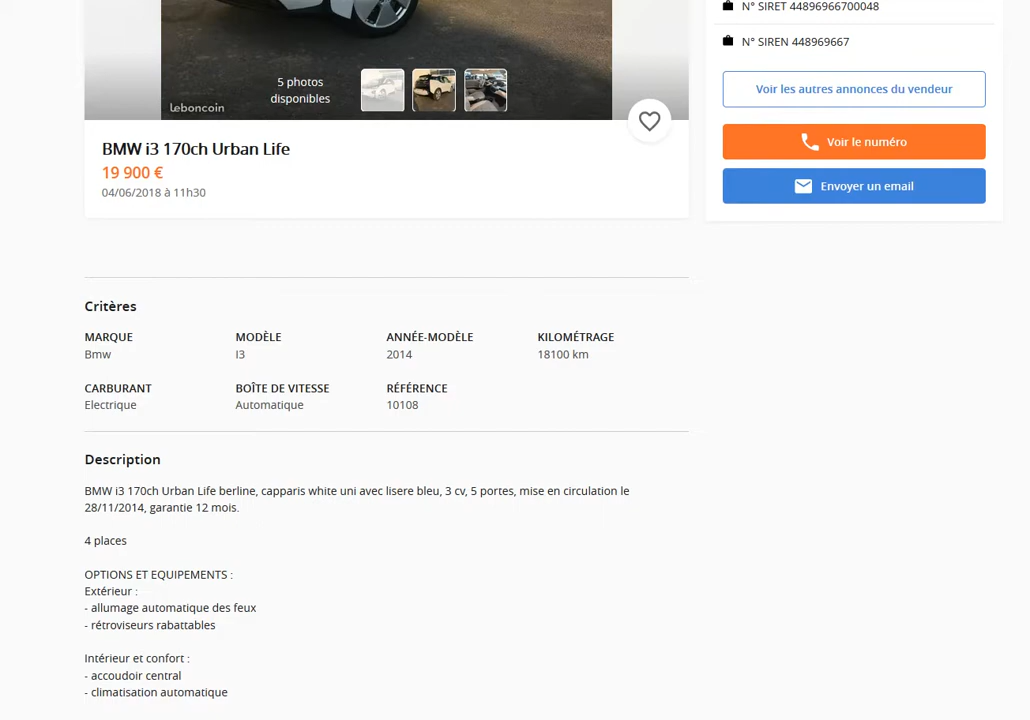 N° SIRET 44896966700048
N° SIREN 448969667
5 photos
disponibles
leboncoin
Voir les autres annonces du vendeur
Voir le numéro
Envoyer un email
BMW i3 170ch Urban Life
19 900 €
04/06/2018 à 11h30
Critères
MARQUE
Bmw
MODÈLE
I3
ANNÉE-MODÈLE
2014
KILOMÉTRAGE
18100 km
CARBURANT
Electrique
BOÎTE DE VITESSE
Automatique
RÉFÉRENCE
10108
Description
BMW i3 170ch Urban Life berline, capparis white uni avec lisere bleu, 3 cv, 5 portes, mise en circulation le
28/11/2014, garantie 12 mois.
4 places
OPTIONS ET EQUIPEMENTS :
Extérieur :
- allumage automatique des feux
- rétroviseurs rabattables
Intérieur et confort :
- accoudoir central
- climatisation automatique